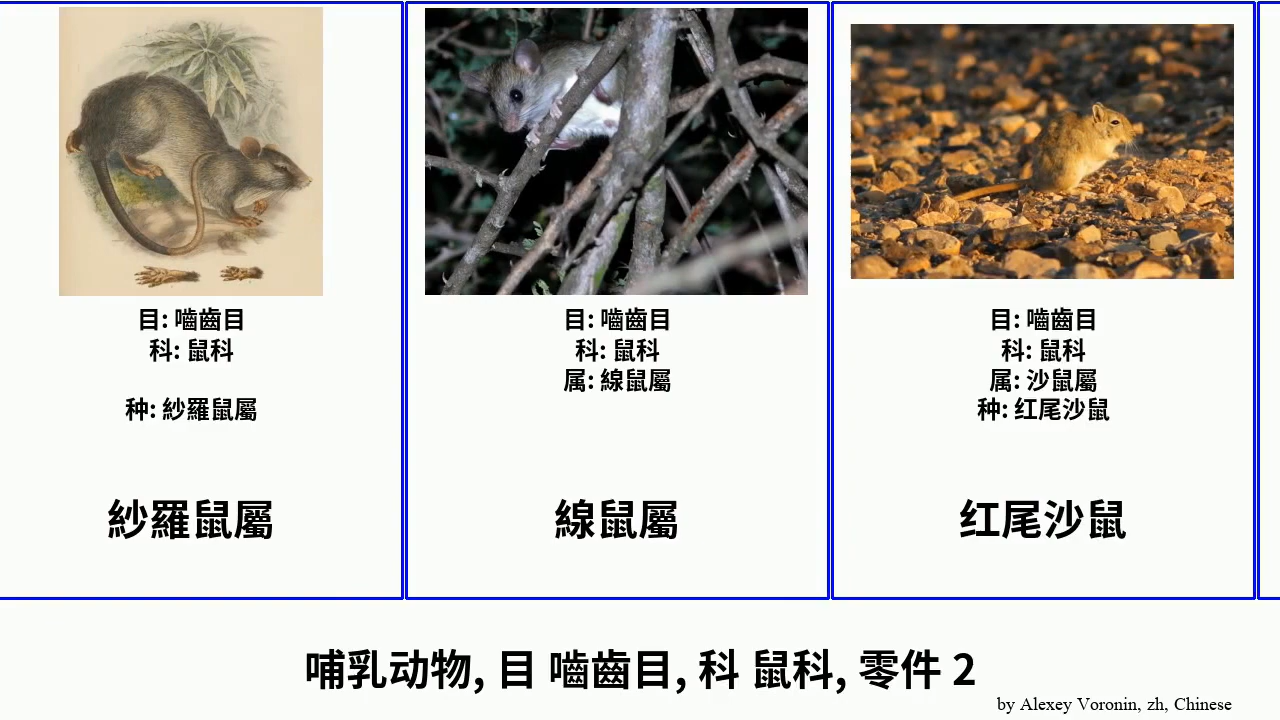 目: 嚙齒目
科: 鼠科
种: 紗羅鼠屬
紗羅鼠屬
目: 嚙齒目
科: 鼠科
属: 線鼠屬
線鼠屬
目: 嚙齒目
科: 鼠科
属: 沙鼠屬
种: 红尾沙鼠
红尾沙鼠
哺乳动物, 目 嚙齒目, 科 鼠科, 零件 2
by Alexey Voronin, zh, Chinese